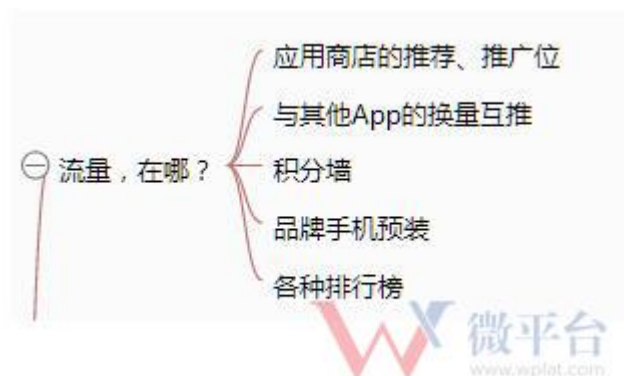 应用商店的推荐、推广位
与其他App的换量互推
流量，在哪？
积分墙
品牌手机预装
各种排行榜
微平台
www.wplat.com